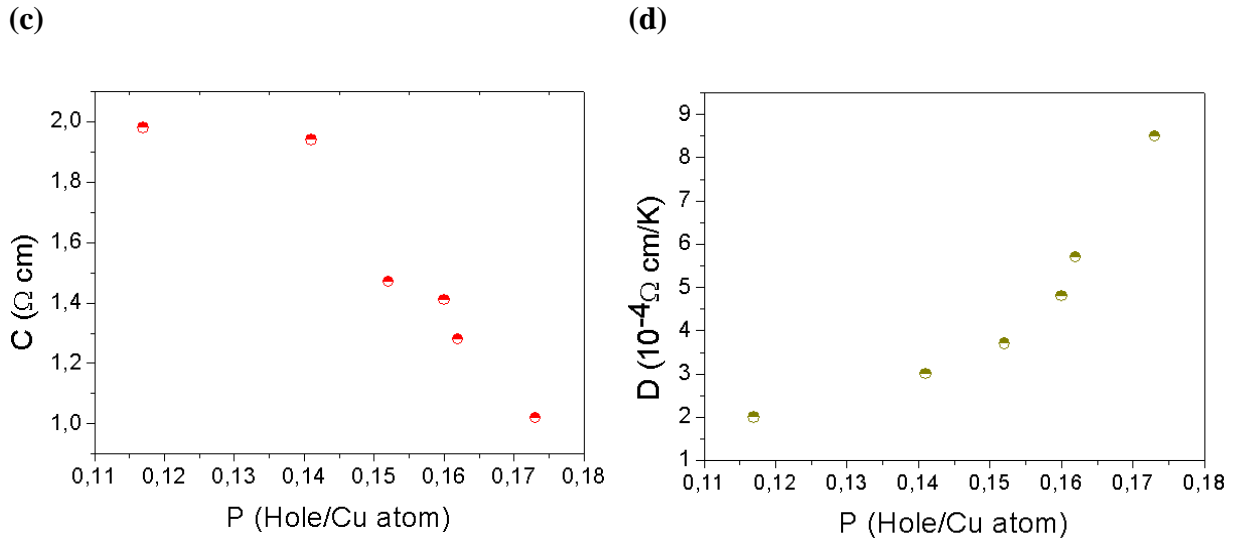 (c)
(d)
2,0
1,8
1,6
1,4
1,2
1,0
C (Ω cm)
0,11 0,12 0,13 0,14 0,15 0,16 0,17 0,18
P (Hole/Cu atom)
9
8
7
6
5
4
3
2
1
D (10⁻⁴Ω cm/K)
0,11 0,12 0,13 0,14 0,15 0,16 0,17 0,18
P (Hole/Cu atom)